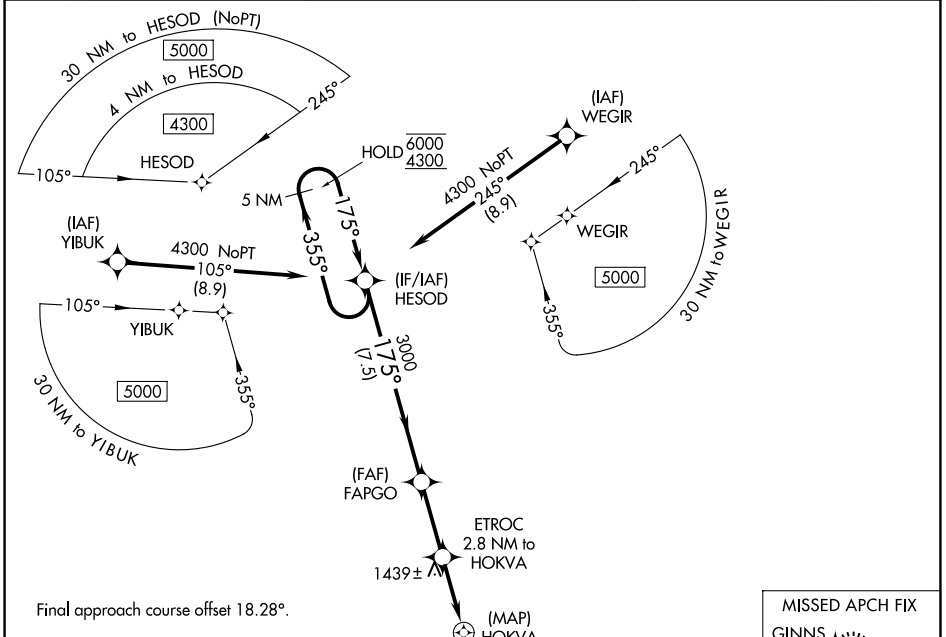 30 NM to HESOD (NoPT)
5000
4 NM to HESOD
4300
245°
HESOD
105°
HOLD 6000
4300
5 NM
175°
355°
(IAF)
WEGIR
4300 NoPT
245°
(8.9)
245°
WEGIR
5000
355°
30 NM to WEGIR
(IAF)
YIBUK
4300 NoPT
105°
(8.9)
(IF/IAF)
HESOD
105°
YIBUK
5000
355°
30 NM to YIBUK
3000
175°
(7.5)
(FAF)
FAPGO
ETROC
2.8 NM to
HOKVA
1439±
Final approach course offset 18.28°.
(MAP)
HOKVA
MISSED APCH FIX
GINNS